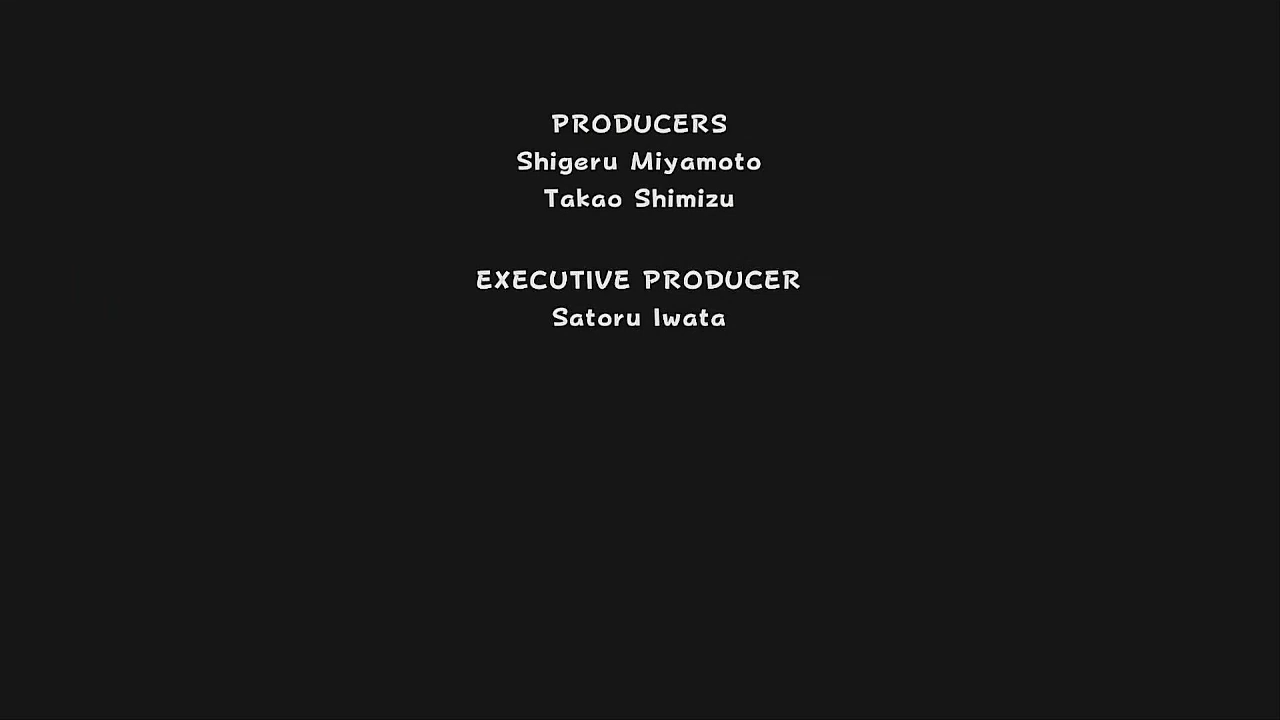 PRODUCERS
Shigeru Miyamoto
Takao Shimizu
EXECUTIVE PRODUCER
Satoru Iwata